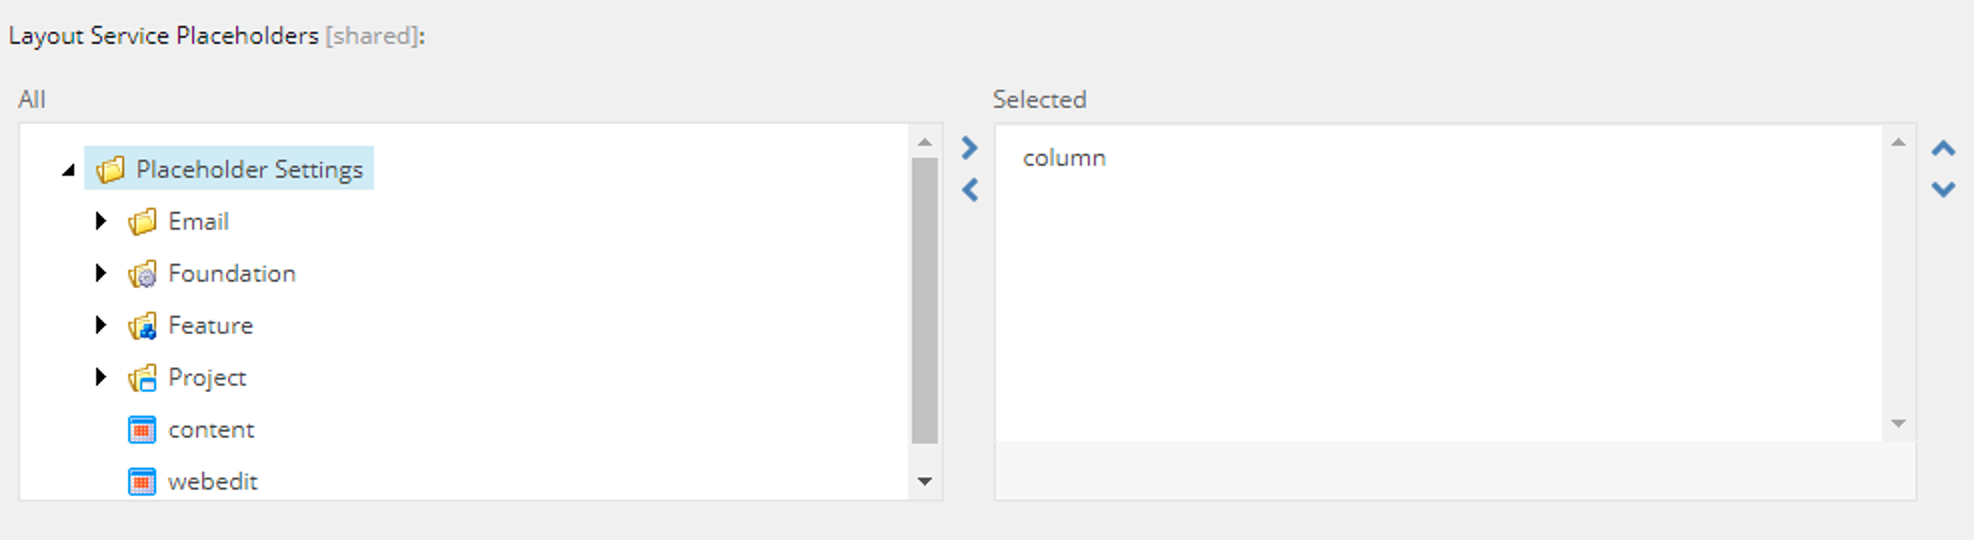 Layout Service Placeholders [shared]:
All
Placeholder Settings
Email
Foundation
Feature
Project
content
webedit
Selected
column